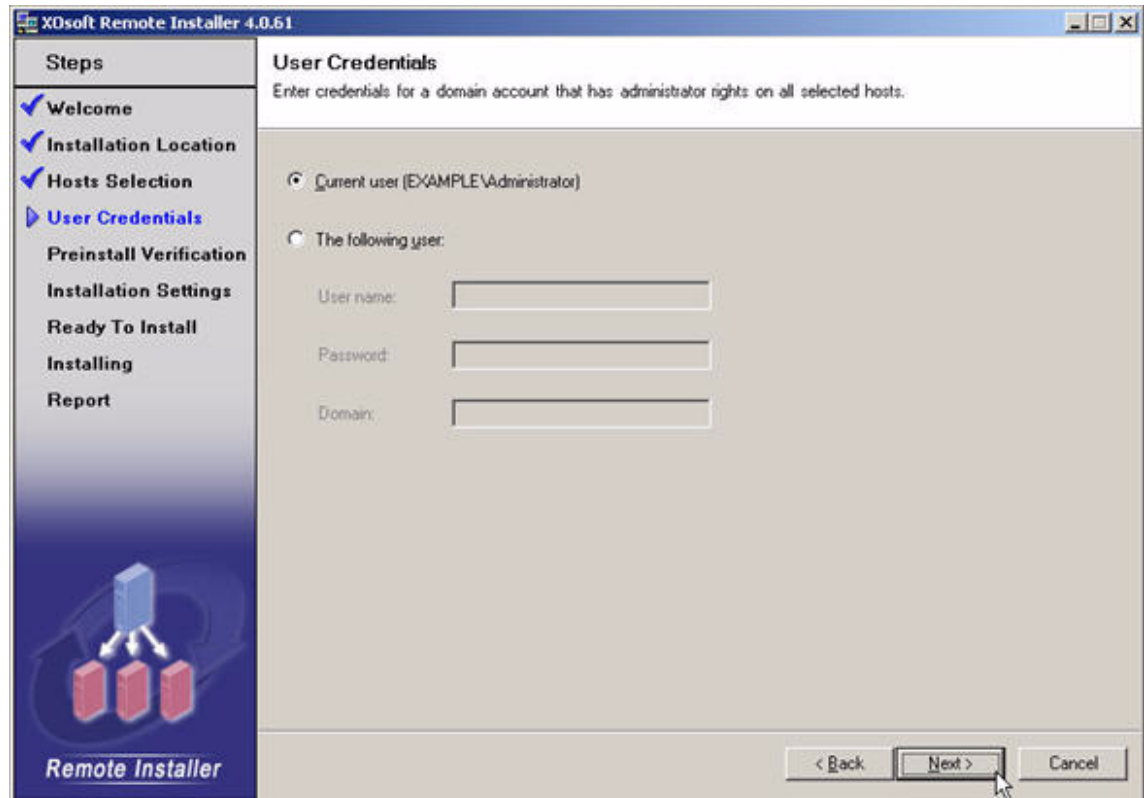 XOsoft Remote Installer 4.0.61
Steps
Welcome
Installation Location
Hosts Selection
User Credentials
Preinstall Verification
Installation Settings
Ready To Install
Installing
Report
Remote Installer
User Credentials
Enter credentials for a domain account that has administrator rights on all selected hosts.
Current user (EXAMPLE\Administrator)
The following user:
User name:
Password:
Domain:
< Back
Next >
Cancel